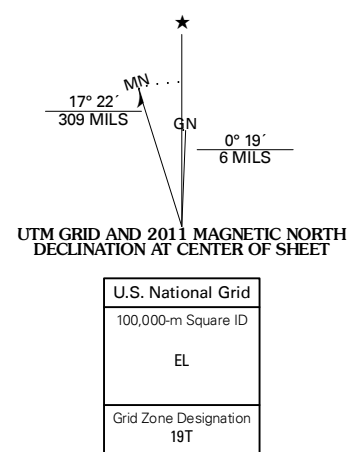 ★
MN
17° 22´
309 MILS
GN
0° 19´
6 MILS
UTM GRID AND 2011 MAGNETIC NORTH
DECLINATION AT CENTER OF SHEET
U.S. National Grid
100,000-m Square ID
EL
Grid Zone Designation
19T